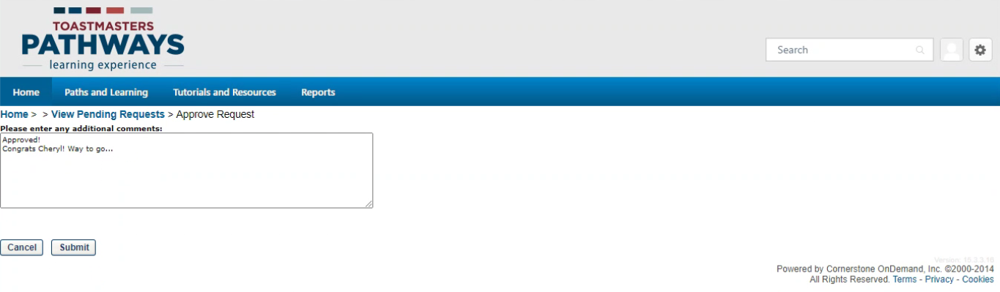 TOASTMASTERS
PATHWAYS
learning experience
Search
Home Paths and Learning Tutorials and Resources Reports
Home > > View Pending Requests > Approve Request
Please enter any additional comments:
Approved!
Congrats Cheryl! Way to go...
Cancel Submit
Version: 15.2.3.10
Powered by Cornerstone OnDemand, Inc. ©2000-2014
All Rights Reserved. Terms - Privacy - Cookies